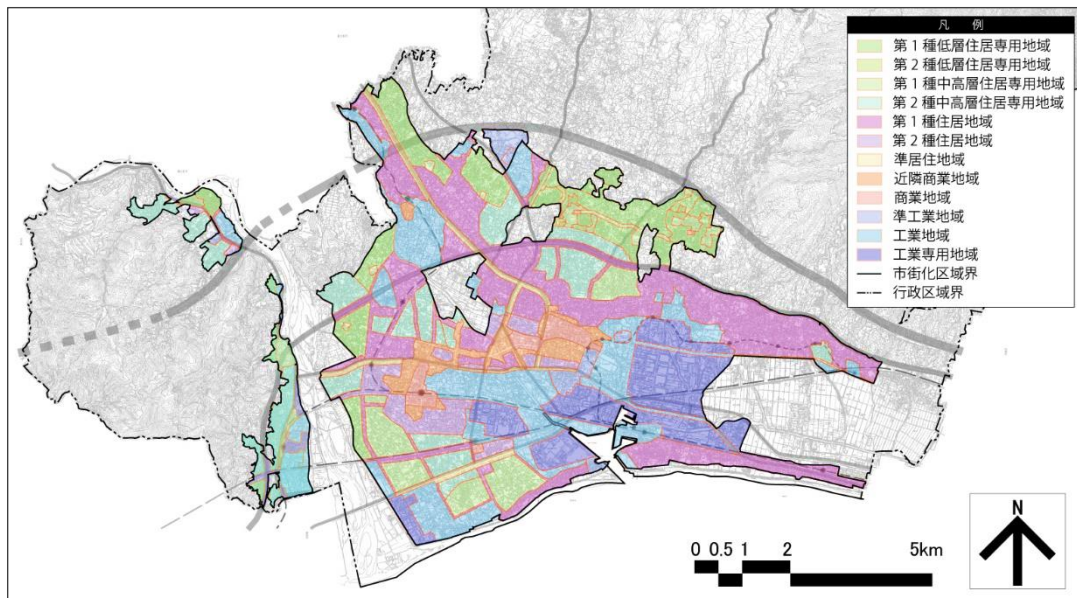 凡 例
第1種低層住居専用地域
第2種低層住居専用地域
第1種中高層住居専用地域
第2種中高層住居専用地域
第1種住居地域
第2種住居地域
準居住地域
近隣商業地域
商業地域
準工業地域
工業地域
工業専用地域
市街化区域界
行政区域界
N
0 0.5 1 2 5km